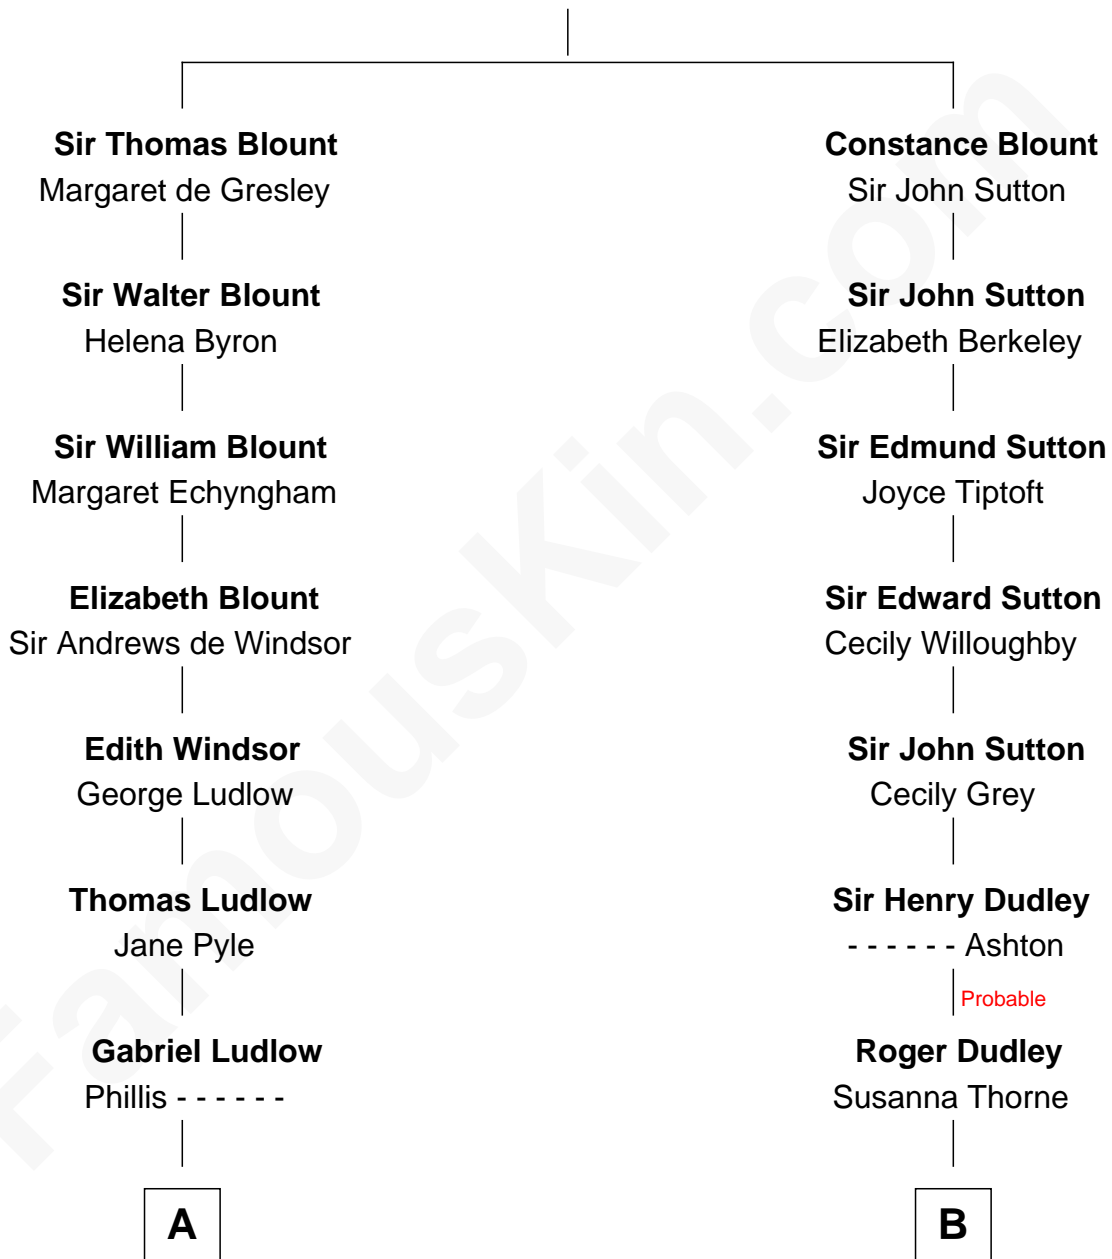 Sir Thomas Blount
Margaret de Gresley
Sir Walter Blount
Helena Byron
Sir William Blount
Margaret Echyngham
Elizabeth Blount
Sir Andrews de Windsor
Edith Windsor
George Ludlow
Thomas Ludlow
Jane Pyle
Gabriel Ludlow
Phillis - - - - - -
A
Constance Blount
Sir John Sutton
Sir John Sutton
Elizabeth Berkeley
Sir Edmund Sutton
Joyce Tiptoft
Sir Edward Sutton
Cecily Willoughby
Sir John Sutton
Cecily Grey
Sir Henry Dudley
- - - - - - Ashton
Probable
Roger Dudley
Susanna Thorne
B
FamousKin.com